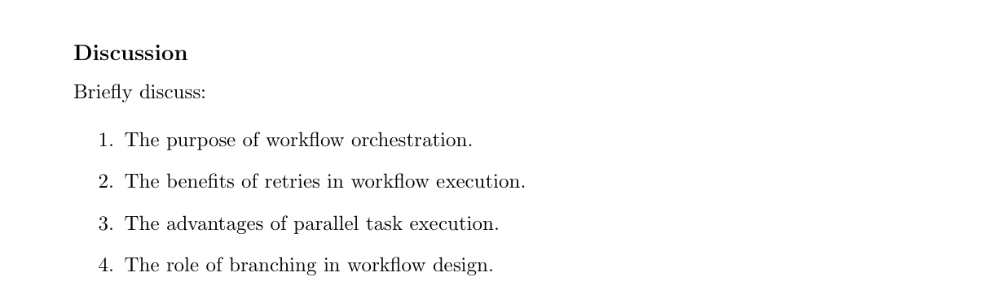 Discussion
Briefly discuss:
1. The purpose of workflow orchestration.
2. The benefits of retries in workflow execution.
3. The advantages of parallel task execution.
4. The role of branching in workflow design.